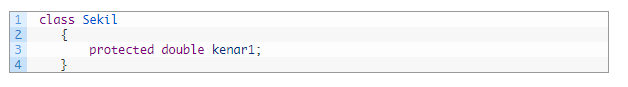 1 class Sekil
2 {
3 protected double kenar1;
4 }